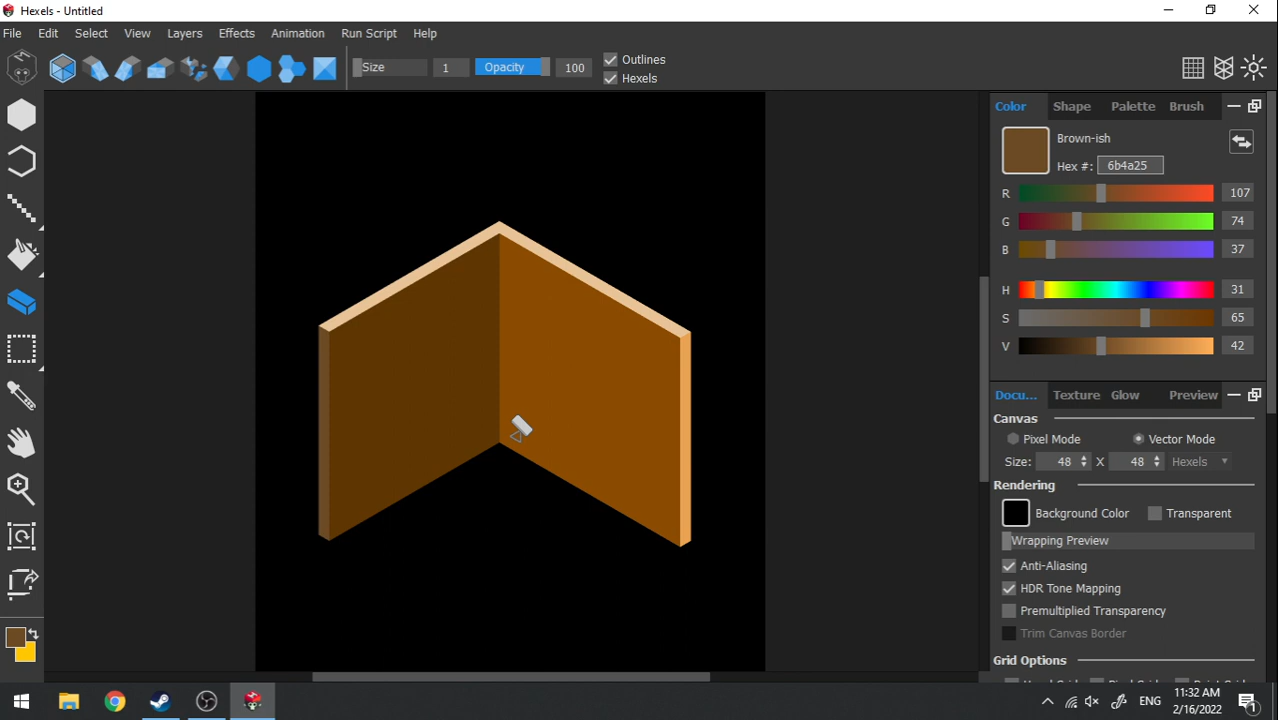 Hexels - Untitled
File Edit Select View Layers Effects Animation Run Script Help
Size 1 Opacity 100 Outlines
Hexels
Color Shape Palette Brush
Brown-ish
Hex #: 6b4a25
R 107
G 74
B 37
H 31
S 65
V 42
Docu... Texture Glow Preview
Canvas
Pixel Mode Vector Mode
Size: 48 X 48 Hexels
Rendering
Background Color Transparent
Wrapping Preview
Anti-Aliasing
HDR Tone Mapping
Premultiplied Transparency
Trim Canvas Border
Grid Options
ENG 11:32 AM
2/16/2022 1